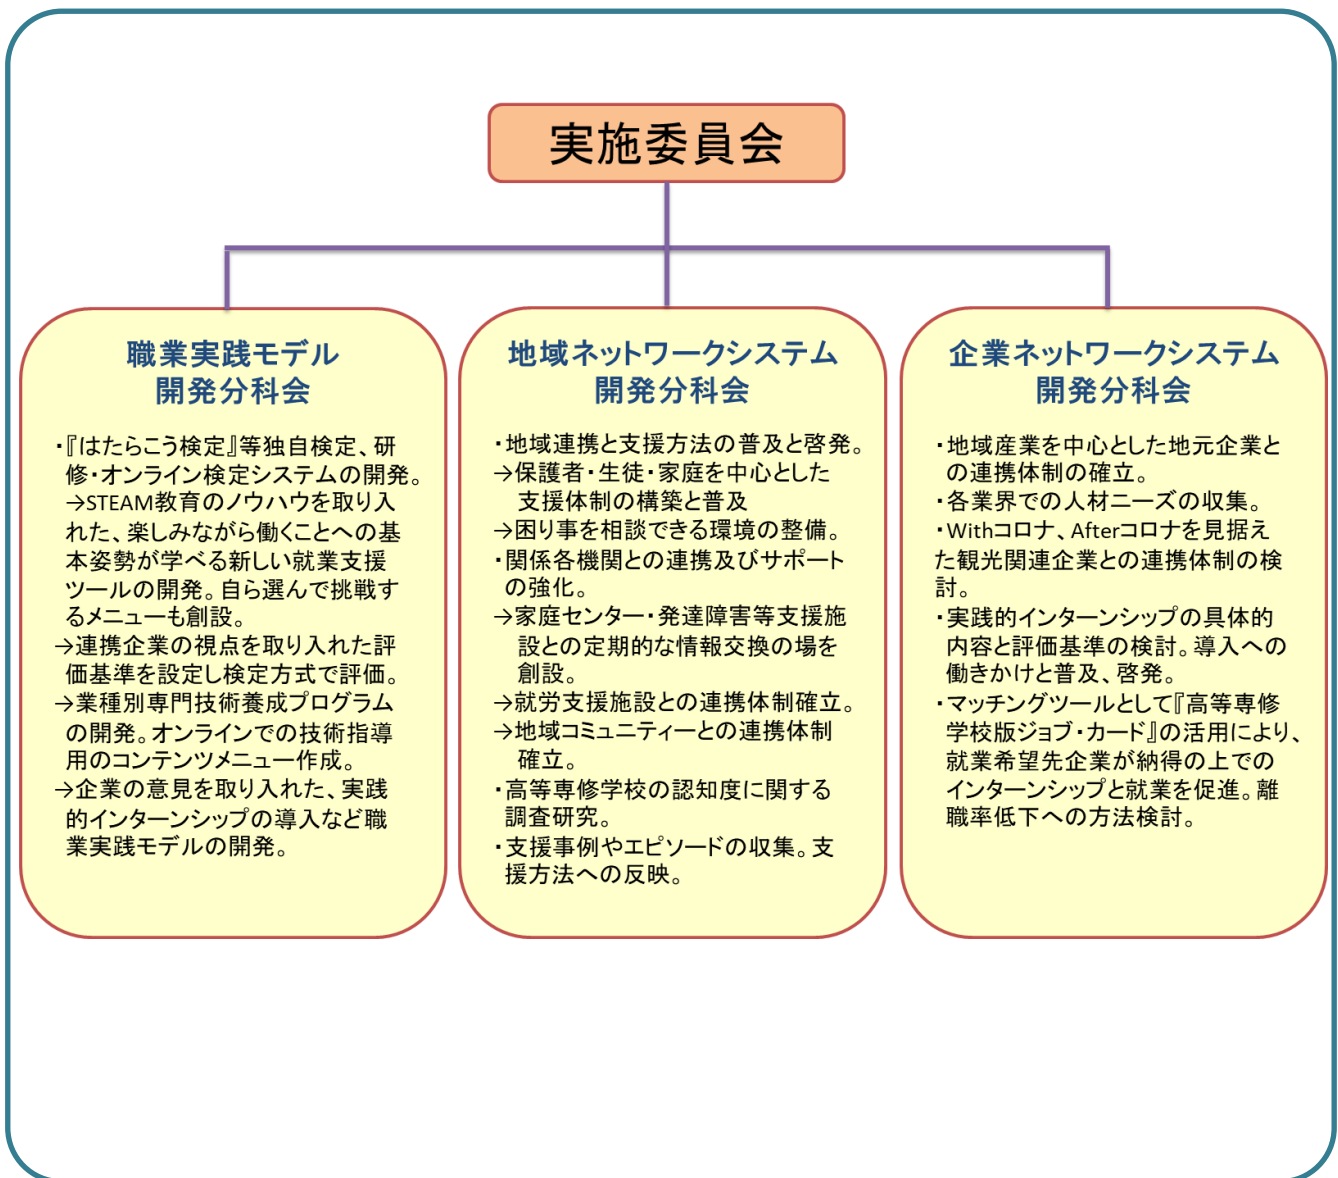 実施委員会
職業実践モデル
開発分科会
・『はたらこう検定』等独自検定、研
修・オンライン検定システムの開発。
→STEAM教育のノウハウを取り入
れた、楽しみながら働くことへの基
本姿勢が学べる新しい就業支援
ツールの開発。自ら選んで挑戦す
るメニューも創設。
→連携企業の視点を取り入れた評
価基準を設定し検定方式で評価。
→業種別専門技術養成プログラム
の開発。オンラインでの技術指導
用のコンテンツメニュー作成。
→企業の意見を取り入れた、実践
的インターンシップの導入など職
業実践モデルの開発。
地域ネットワークシステム
開発分科会
・地域連携と支援方法の普及と啓発。
→保護者・生徒・家庭を中心とした
支援体制の構築と普及
→困り事を相談できる環境の整備。
・関係各機関との連携及びサポート
の強化。
→家庭センター・発達障害等支援施
設との定期的な情報交換の場を
創設。
→就労支援施設との連携体制確立。
→地域コミュニティーとの連携体制
確立。
・高等専修学校の認知度に関する
調査研究。
・支援事例やエピソードの収集。支
援方法への反映。
企業ネットワークシステム
開発分科会
・地域産業を中心とした地元企業と
の連携体制の確立。
・各業界での人材ニーズの収集。
・Withコロナ、Afterコロナを見据え
た観光関連企業との連携体制の検
討。
・実践的インターンシップの具体的
内容と評価基準の検討。導入への
働きかけと普及、啓発。
・マッチングツールとして『高等専修
学校版ジョブ・カード』の活用により、
就業希望先企業が納得の上での
インターンシップと就業を促進。離
職率低下への方法検討。